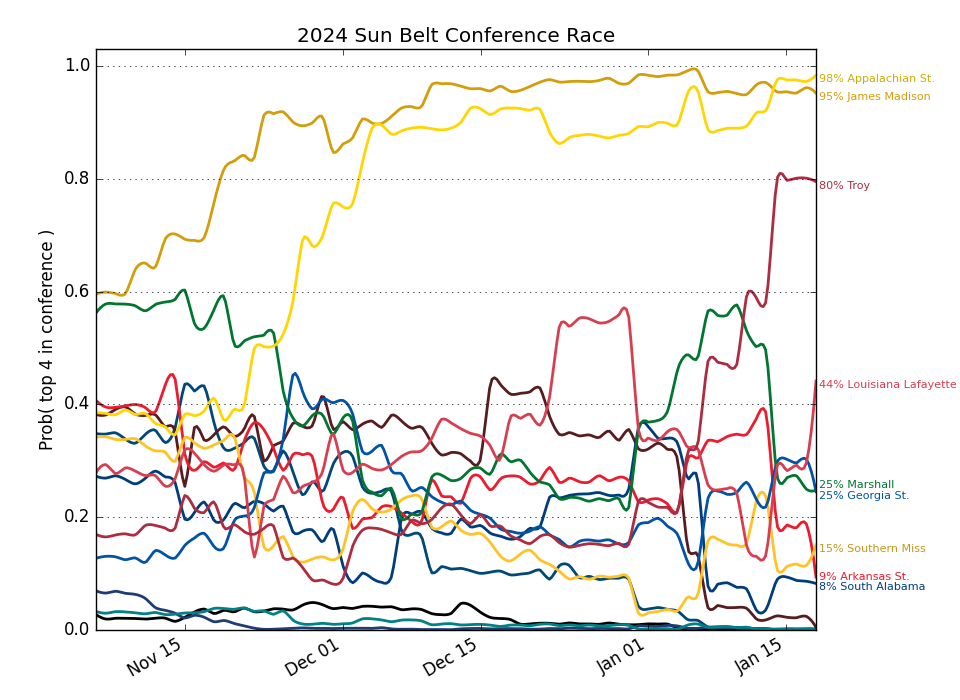 2024 Sun Belt Conference Race
Prob( top 4 in conference )
1.0
0.8
0.6
0.4
0.2
0.0
Nov 15
Dec 01
Dec 15
Jan 01
Jan 15
98% Appalachian St.
95% James Madison
80% Troy
44% Louisiana Lafayette
25% Marshall
25% Georgia St.
15% Southern Miss
9% Arkansas St.
8% South Alabama